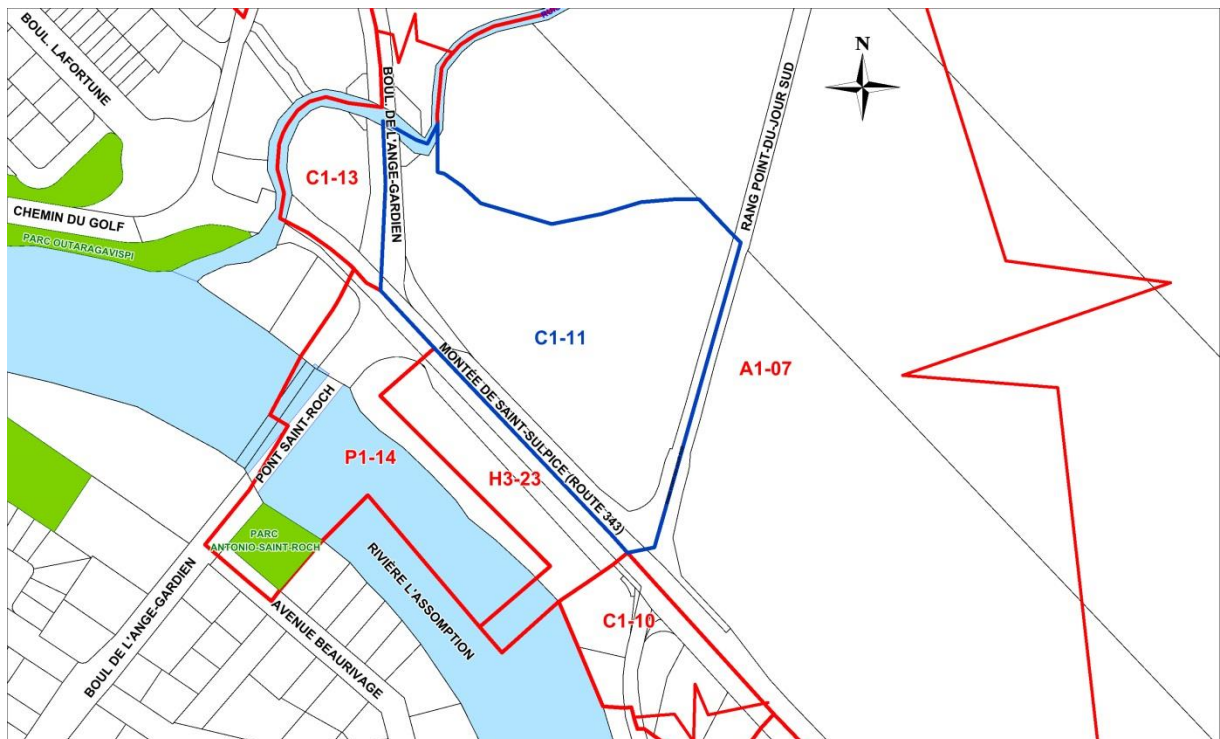 BOUL. LAFORTUNE
BOUL. DE L'ANGE-GARDIEN
RANG POINT-DU-JOUR SUD
N
C1-13
CHEMIN DU GOLF
PARC OUTARAGAVISPI
C1-11
A1-07
MONTÉE DE SAINT-SULPICE (ROUTE 343)
PONT SAINT-ROCH
P1-14
H3-23
PARC
ANTONIO-SAINT-ROCH
RIVIÈRE L'ASSOMPTION
BOUL DE L'ANGE-GARDIEN
AVENUE BEAURIVAGE
C1-10